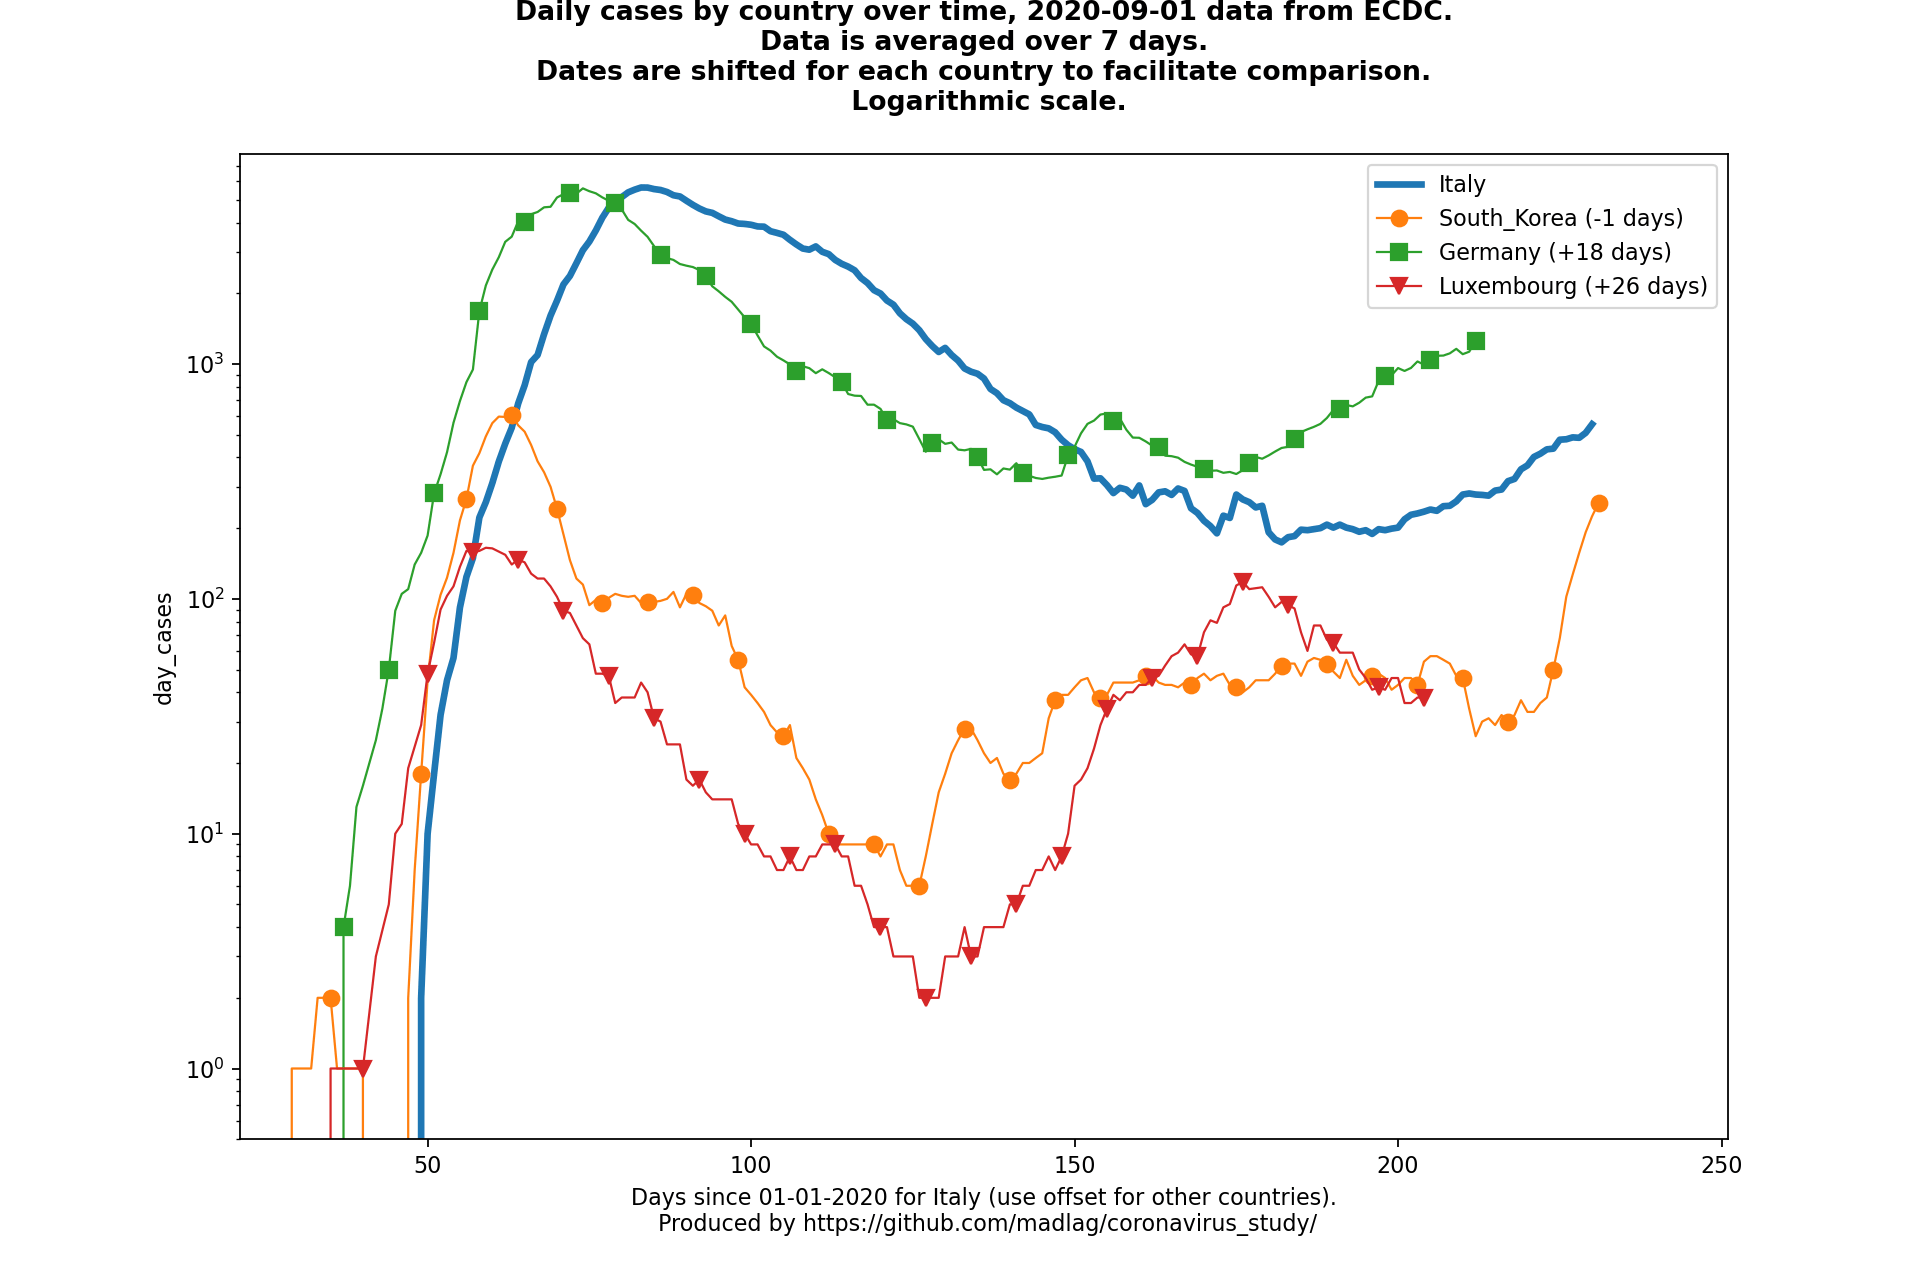 Daily cases by country over time, 2020-09-01 data from ECDC.
Data is averaged over 7 days.
Dates are shifted for each country to facilitate comparison.
Logarithmic scale.
Italy
South_Korea (-1 days)
Germany (+18 days)
Luxembourg (+26 days)
day_cases
10³
10²
10¹
10⁰
50 100 150 200 250
Days since 01-01-2020 for Italy (use offset for other countries).
Produced by https://github.com/madlag/coronavirus_study/